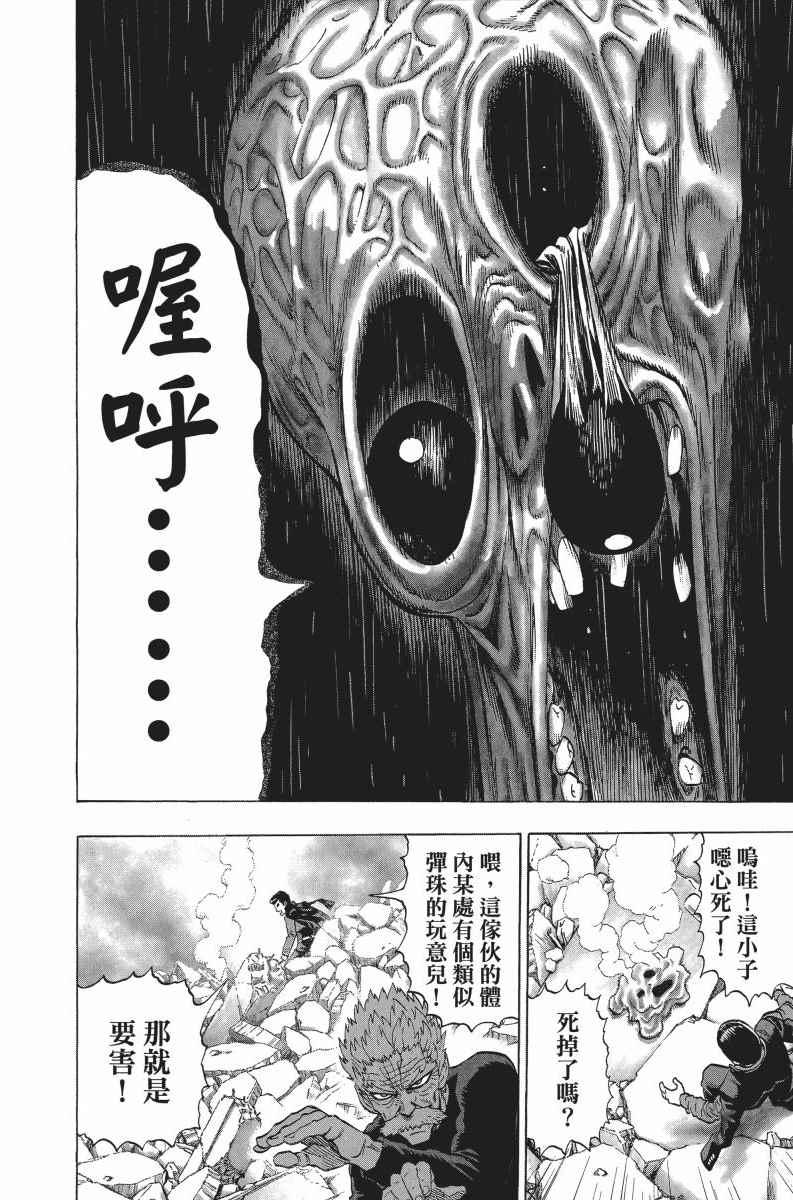 喔呼⋯⋯
嗚哇！這小子
噁心死了！
死掉了嗎？
喂，這傢伙的體
內某處有個類似
彈珠的玩意兒！
那就是
要害！